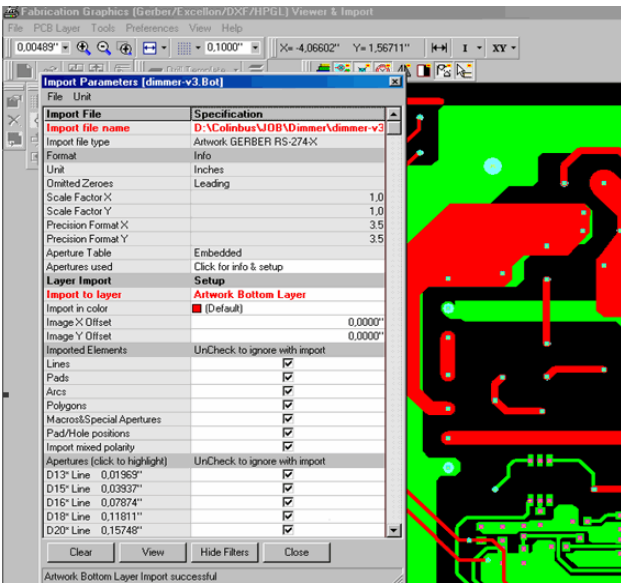 Fabrication Graphics [Gerber/Excellon/DXF/HPGL] Viewer & Import
File PCB Layer Tools Preferences View Help
0,00489" 0,1000" X= -4,06602" Y= 1,56711" I XY
Drill Template
Import Parameters [dimmer-v3.Bot]
File Unit
Import File Specification
Import file name D:\Colinbus\JOB\Dimmer\dimmer-v3
Import file type Artwork GERBER RS-274-X
Format Info
Unit Inches
Omitted Zeroes Leading
Scale Factor X 1,0
Scale Factor Y 1,0
Precision Format X 3.5
Precision Format Y 3.5
Aperture Table Embedded
Apertures used Click for info & setup
Layer Import Setup
Import to layer Artwork Bottom Layer
Import in color (Default)
Image X Offset 0,0000"
Image Y Offset 0,0000"
Imported Elements UnCheck to ignore with import
Lines
Pads
Arcs
Polygons
Macros&Special Apertures
Pad/Hole positions
Import mixed polarity
Apertures (click to highlight) UnCheck to ignore with import
D13* Line 0,01969"
D15* Line 0,03937"
D16* Line 0,07874"
D18* Line 0,11811"
D20* Line 0,15748"
Clear View Hide Filters Close
Artwork Bottom Layer Import successful